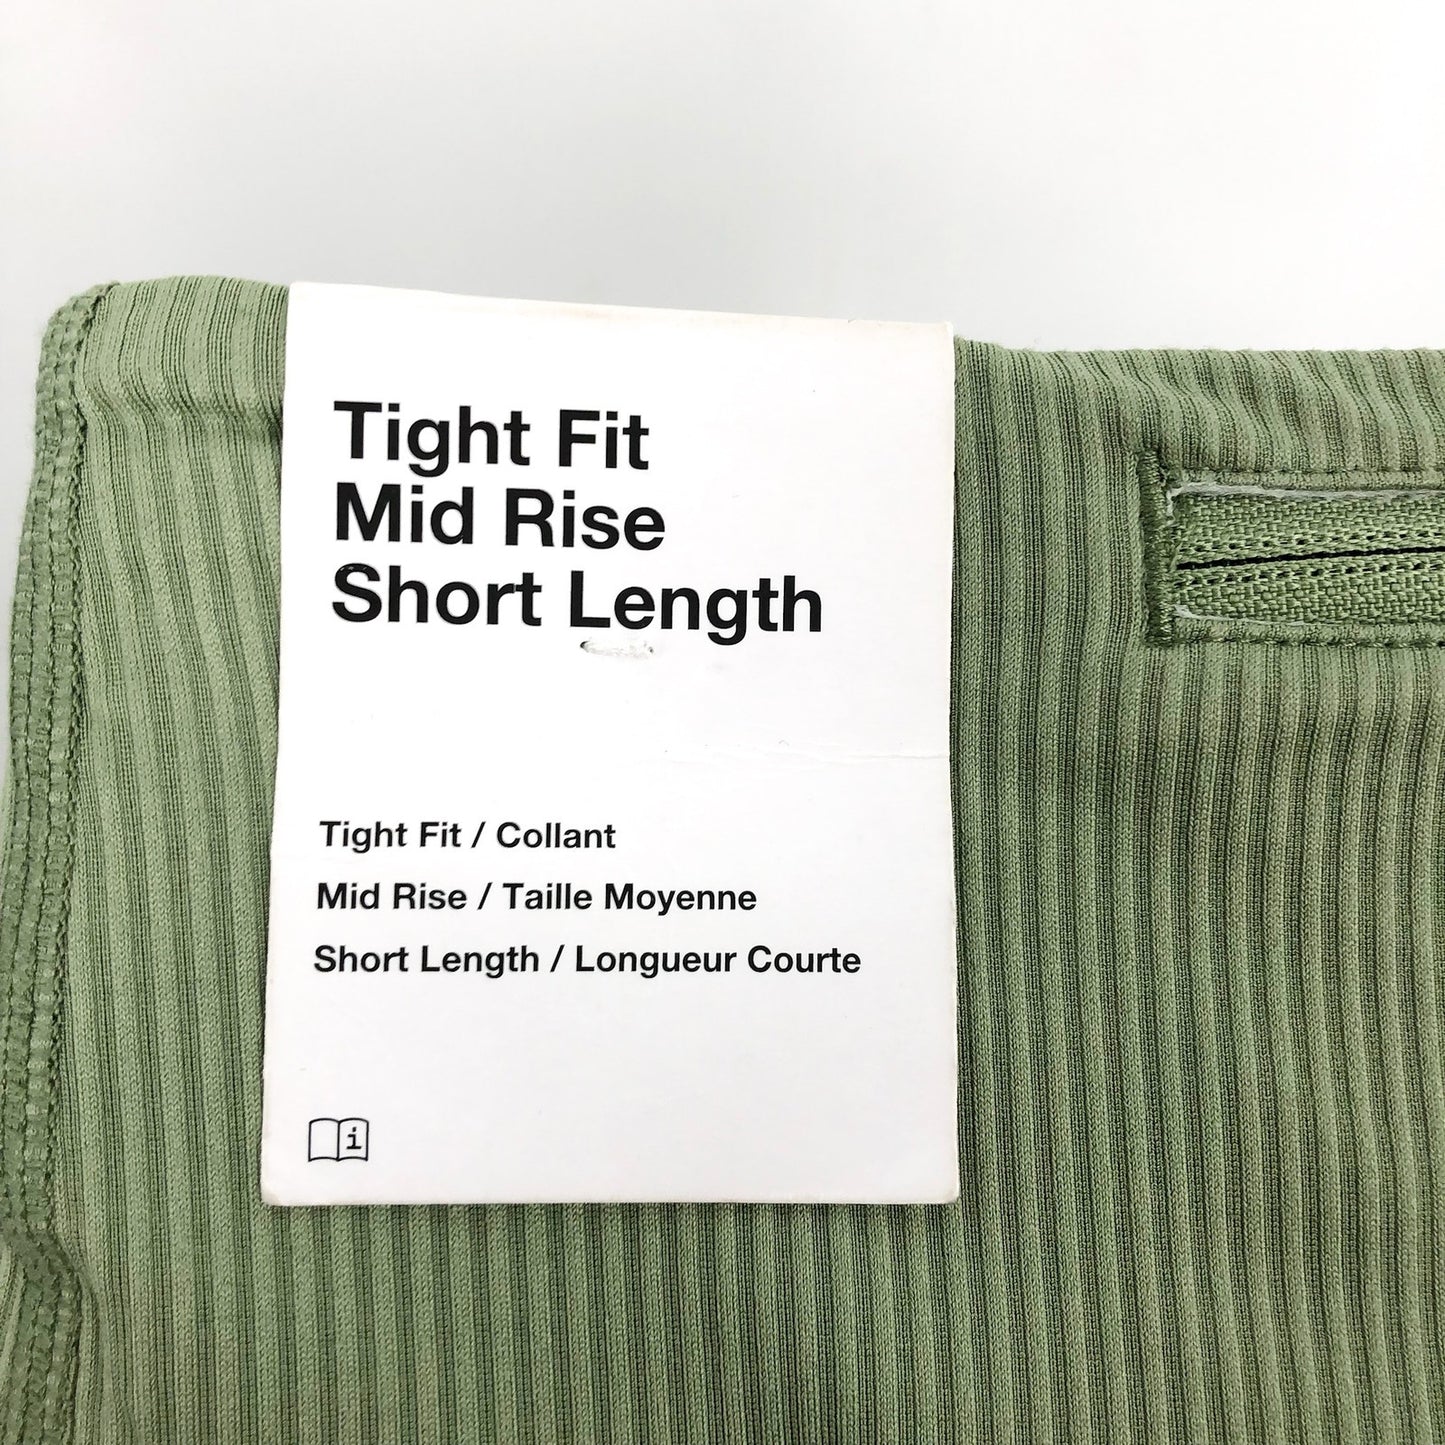 Tight Fit
Mid Rise
Short Length
Tight Fit / Collant
Mid Rise / Taille Moyenne
Short Length / Longueur Courte
i